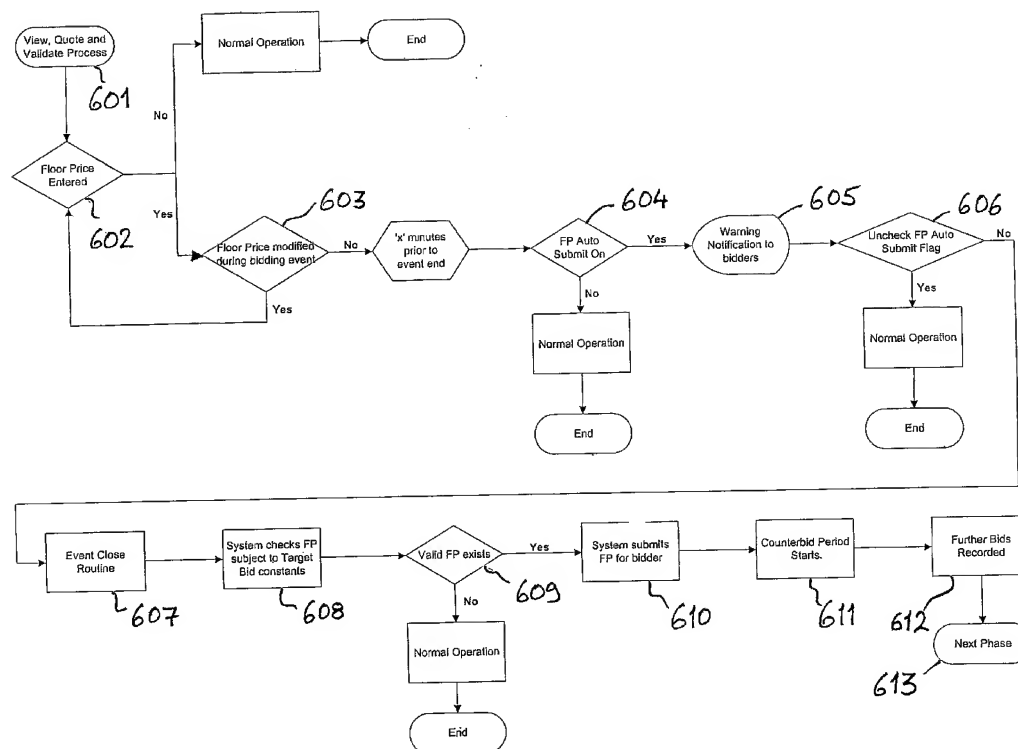 View, Quote and
Validate Process
601
Normal Operation
End
No
Floor Price
Entered
602
Yes
603
Floor Price modified
during bidding event
Yes
No
'x' minutes
prior to
event end
604
FP Auto
Submit On
Yes
No
Normal Operation
End
605
Warning
Notification to
bidders
606
Uncheck FP Auto
Submit Flag
No
Yes
Normal Operation
End
Event Close
Routine
607
System checks FP
subject to Target
Bid constants
608
Valid FP exists
609
Yes
No
Normal Operation
End
System submits
FP for bidder
610
Counterbid Period
Starts.
611
Further Bids
Recorded
612
Next Phase
613